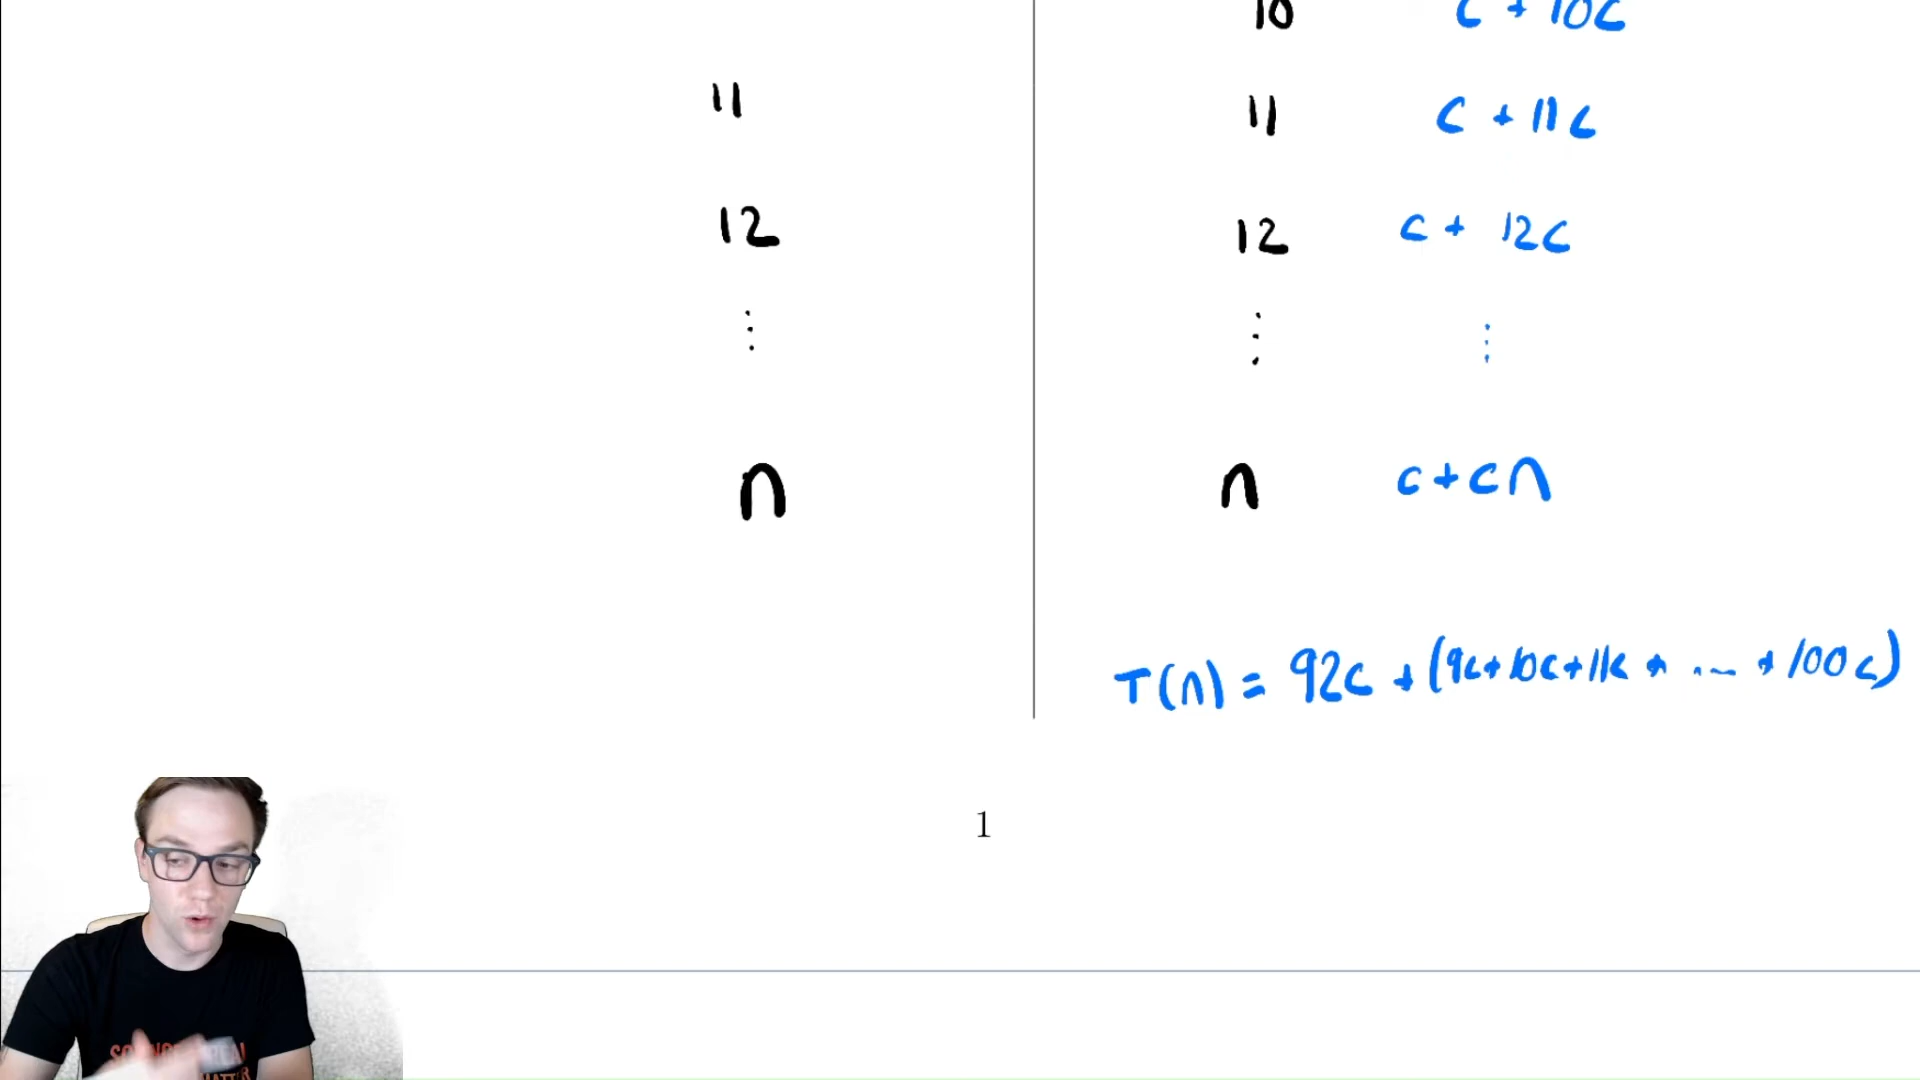 10 c + 10c
11
11 c + 11c
12
12 c + 12c
⋮
⋮ ⋮
n
n c + cn
T(n) = 92c + (9c + 10c + 11c + ... + 100c)
1